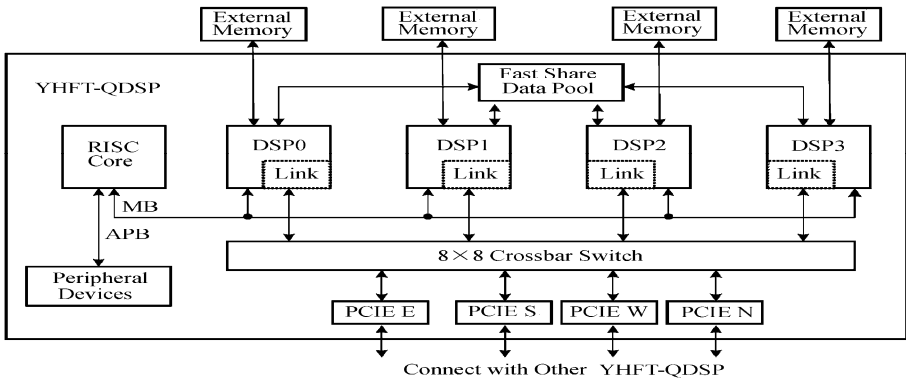 External Memory
External Memory
External Memory
External Memory
YHFT-QDSP
Fast Share Data Pool
RISC Core
DSP0
Link
DSP1
Link
DSP2
Link
DSP3
Link
MB
APB
8×8 Crossbar Switch
Peripheral Devices
PCIE E
PCIE S
PCIE W
PCIE N
Connect with Other YHFT-QDSP